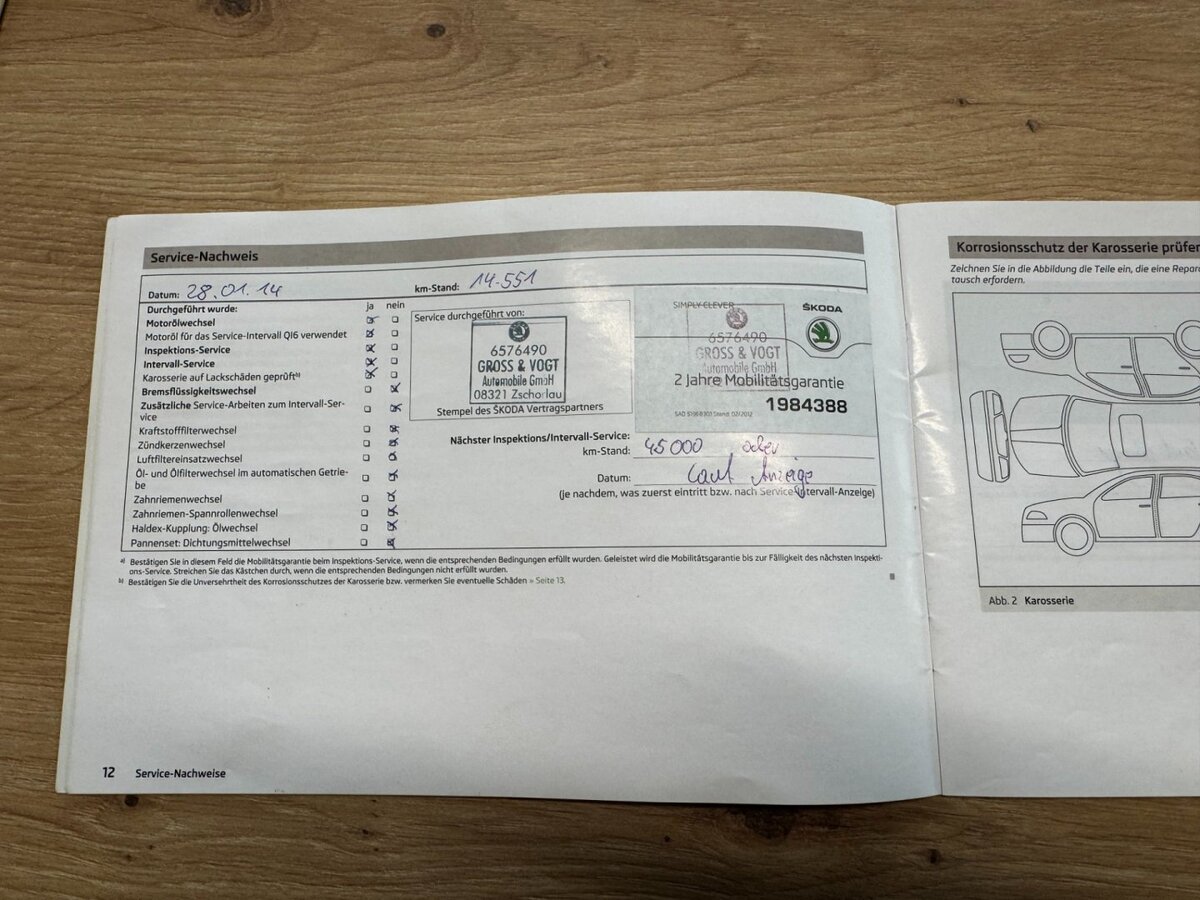 Service-Nachweis
Datum: 28.01.14
km-Stand: 14.551
Durchgeführt wurde: ja nein
Motorölwechsel
Motoröl für das Service-Intervall QI6 verwendet
Inspektions-Service
Intervall-Service
Karosserie auf Lackschäden geprüft b)
Bremsflüssigkeitswechsel
Zusätzliche Service-Arbeiten zum Intervall-Ser-
vice
Kraftstofffilterwechsel
Zündkerzenwechsel
Luftfiltereinsatzwechsel
Öl- und Ölfilterwechsel im automatischen Getrie-
be
Zahnriemenwechsel
Zahnriemen-Spannrollenwechsel
Haldex-Kupplung: Ölwechsel
Pannenset: Dichtungsmittelwechsel
Service durchgeführt von:
6576490
GROSS & VOGT
Automobile GmbH
08321 Zschorlau
Stempel des ŠKODA Vertragspartners
SIMPLY CLEVER
ŠKODA
6576490
GROSS & VOGT
Automobile GmbH
2 Jahre Mobilitätsgarantie
1984388
Nächster Inspektions/Intervall-Service:
km-Stand: 45000 oder
Datum: laut Anzeige
(je nachdem, was zuerst eintritt bzw. nach Service-Intervall-Anzeige)
a) Bestätigen Sie in diesem Feld die Mobilitätsgarantie beim Inspektions-Service, wenn die entsprechenden Bedingungen erfüllt wurden. Geleistet wird die Mobilitätsgarantie bis zur Fälligkeit des nächsten Inspekti-
ons-Service. Streichen Sie das Kästchen durch, wenn die entsprechenden Bedingungen nicht erfüllt wurden.
b) Bestätigen Sie die Unversehrtheit des Korrosionsschutzes der Karosserie bzw. vermerken Sie eventuelle Schäden » Seite 13.
12 Service-Nachweise
Korrosionsschutz der Karosserie prüfen
Zeichnen Sie in die Abbildung die Teile ein, die eine Repara
tausch erfordern.
Abb. 2 Karosserie